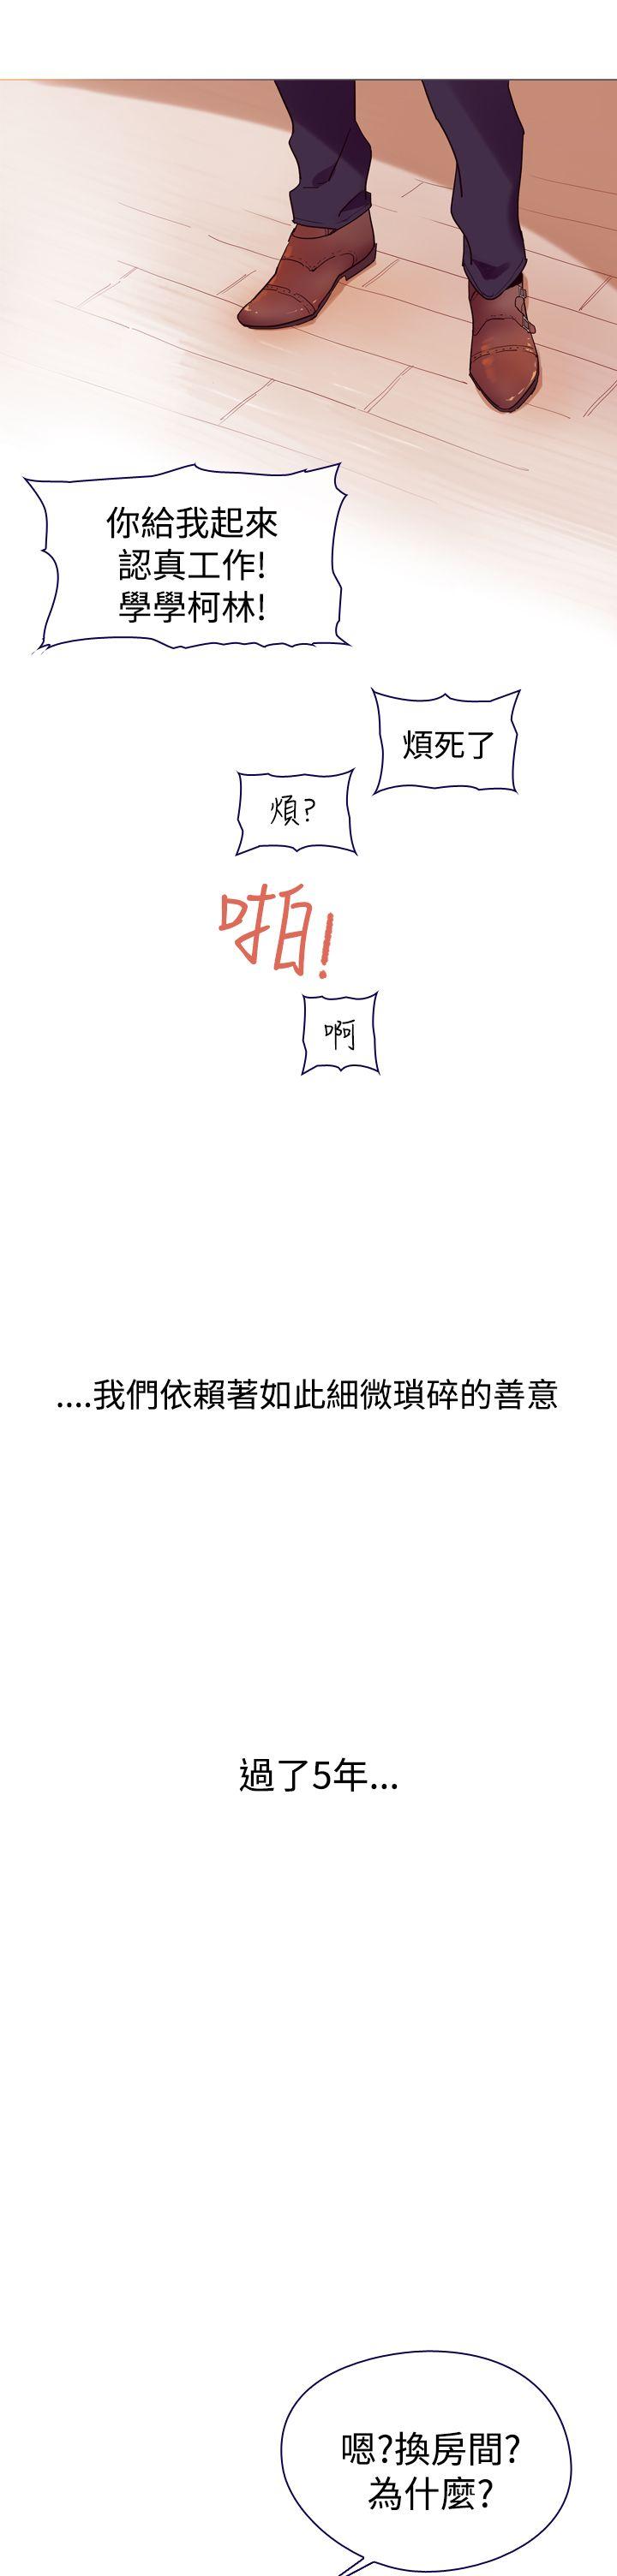 你給我起來
認真工作!
學學柯林!
煩死了
煩?
啪!
啊
....我們依賴著如此細微瑣碎的善意
過了5年...
嗯?換房間?
為什麼?